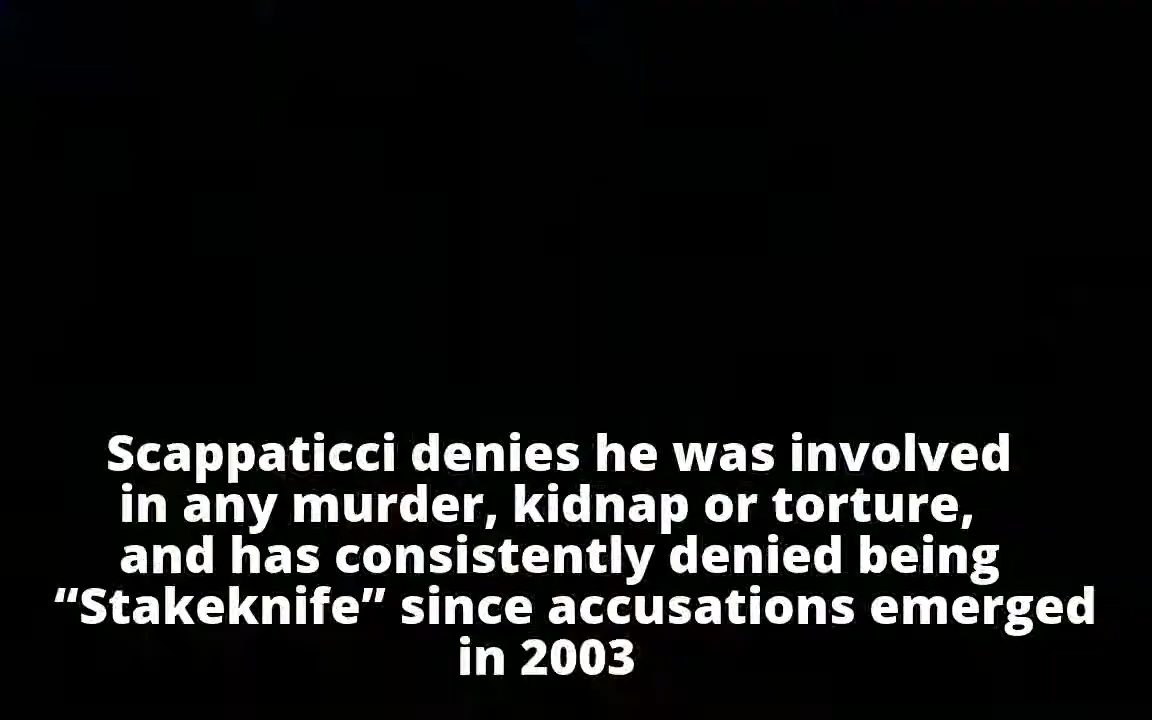 Scappaticci denies he was involved
in any murder, kidnap or torture,
and has consistently denied being
“Stakeknife” since accusations emerged
in 2003